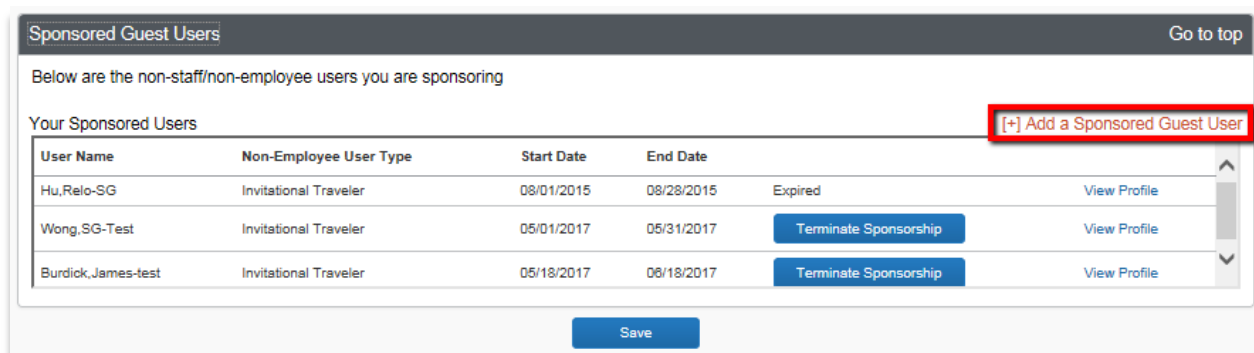 Sponsored Guest Users Go to top
Below are the non-staff/non-employee users you are sponsoring
Your Sponsored Users [+] Add a Sponsored Guest User
User Name Non-Employee User Type Start Date End Date
Hu,Relo-SG Invitational Traveler 08/01/2015 08/28/2015 Expired View Profile
Wong,SG-Test Invitational Traveler 05/01/2017 05/31/2017 Terminate Sponsorship View Profile
Burdick,James-test Invitational Traveler 05/18/2017 06/18/2017 Terminate Sponsorship View Profile
Save